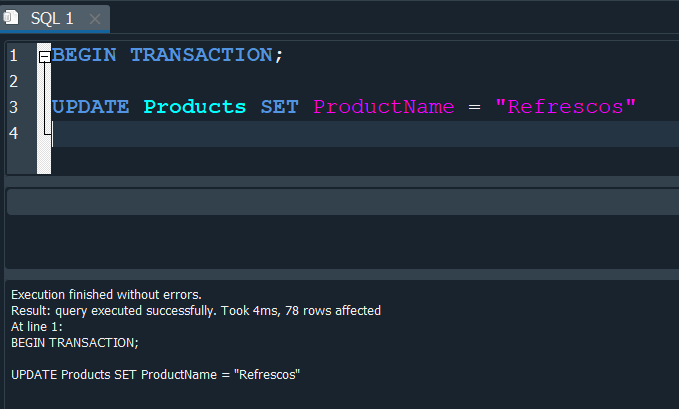 SQL 1
1 BEGIN TRANSACTION;
2
3 UPDATE Products SET ProductName = "Refrescos"
4
Execution finished without errors.
Result: query executed successfully. Took 4ms, 78 rows affected
At line 1:
BEGIN TRANSACTION;
UPDATE Products SET ProductName = "Refrescos"